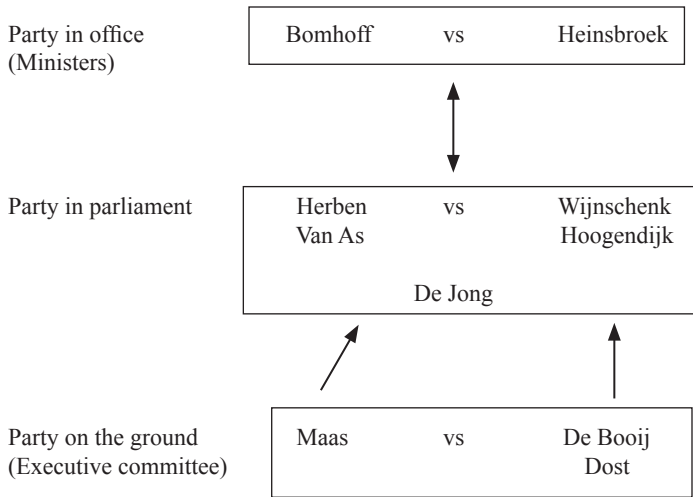 Party in office Bomhoff vs Heinsbroek
(Ministers)
Party in parliament Herben vs Wijnschenk
Van As Hoogendijk
De Jong
Party on the ground Maas vs De Booij
(Executive committee) Dost